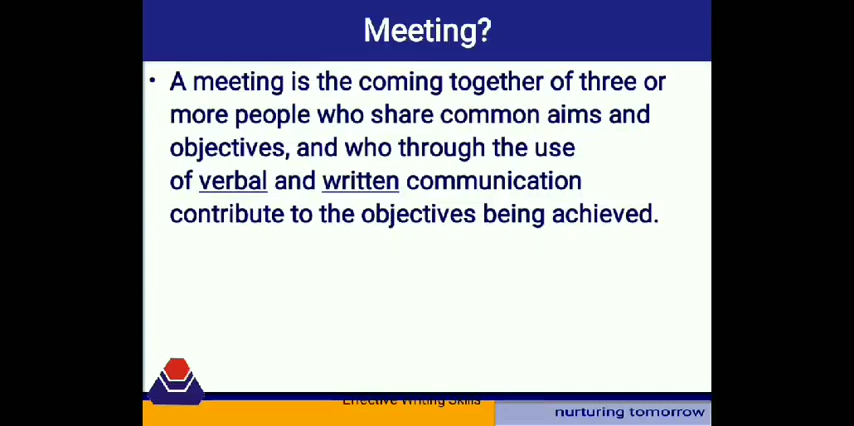 Meeting?
• A meeting is the coming together of three or
more people who share common aims and
objectives, and who through the use
of verbal and written communication
contribute to the objectives being achieved.
Effective Writing Skills
nurturing tomorrow